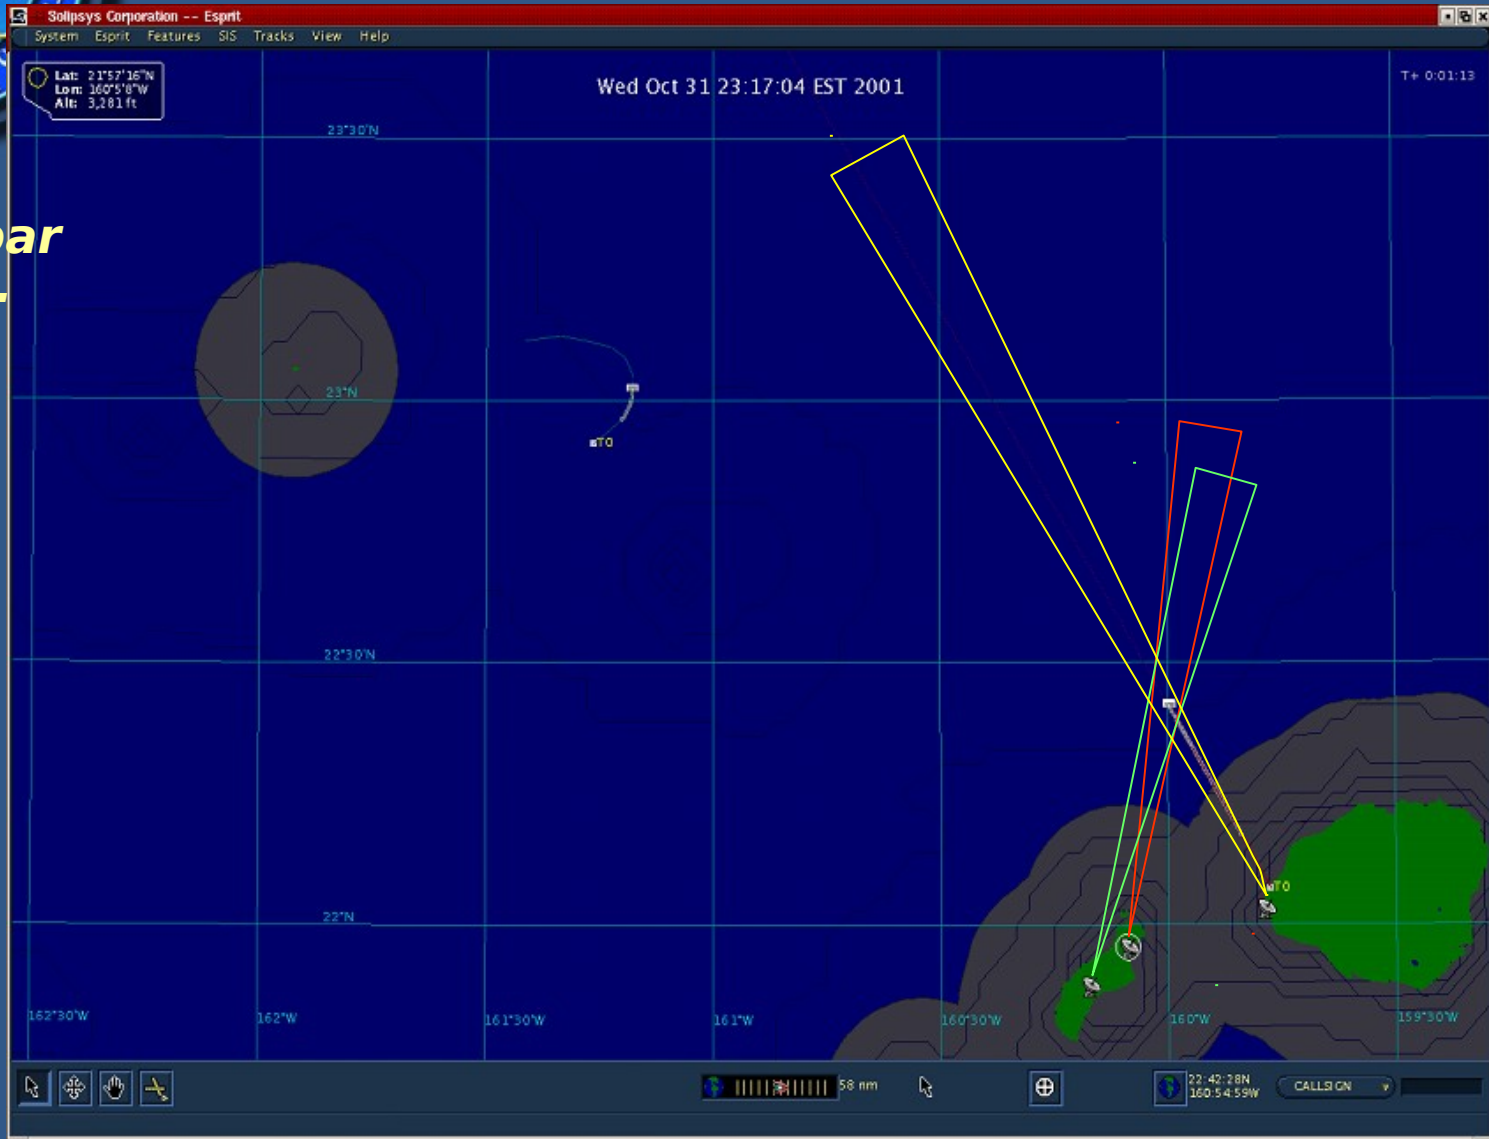 Solipsys Corporation -- Esprit
System Esprit Features SIS Tracks View Help
Lat: 21°57'16"N
Lon: 160°5'8"W
Alt: 3,281 ft
Wed Oct 31 23:17:04 EST 2001
T+ 0:01:13
23°30'N
23°N
T0
22°30'N
T0
22°N
162°30'W 162°W 161°30'W 161°W 160°30'W 160°W 159°30'W
58 nm
22:42:28N
160:54:59W
CALLSIGN